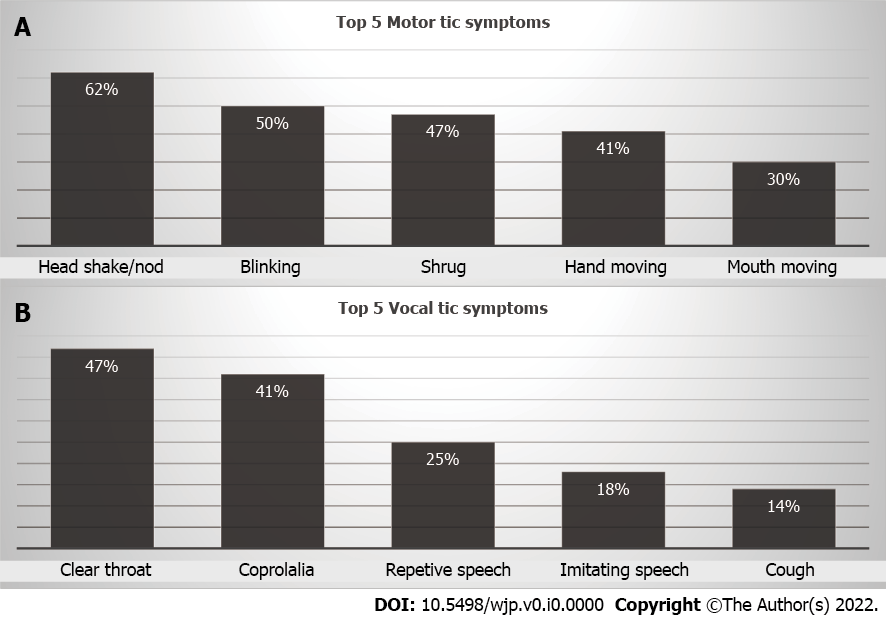 A
Top 5 Motor tic symptoms
62%
50%
47%
41%
30%
Head shake/nod Blinking Shrug Hand moving Mouth moving
B
Top 5 Vocal tic symptoms
47%
41%
25%
18%
14%
Clear throat Coprolalia Repetive speech Imitating speech Cough
DOI: 10.5498/wjp.v0.i0.0000 Copyright ©The Author(s) 2022.